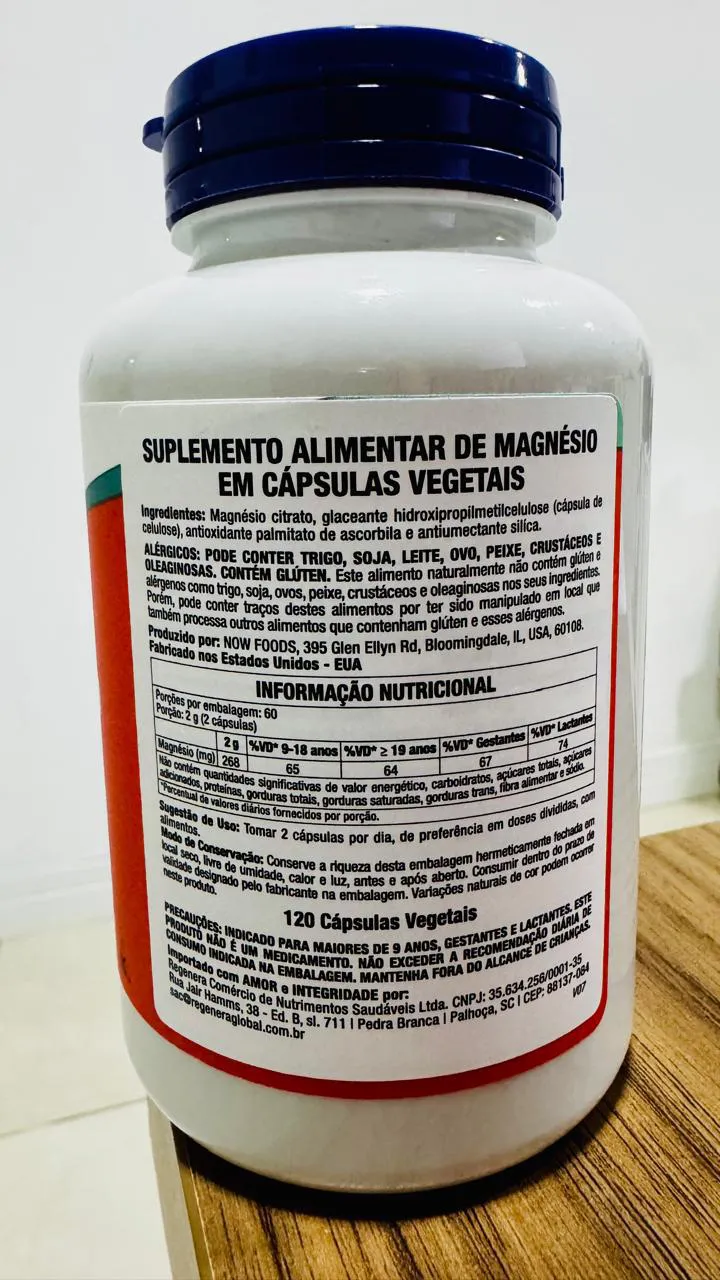 SUPLEMENTO ALIMENTAR DE MAGNÉSIO
EM CÁPSULAS VEGETAIS
Ingredientes: Magnésio citrato, glaceante hidroxipropilmetilcelulose (cápsula de
celulose), antioxidante palmitato de ascorbila e antiumectante silíca.
ALÉRGICOS: PODE CONTER TRIGO, SOJA, LEITE, OVO, PEIXE, CRUSTÁCEOS E
OLEAGINOSAS. CONTÉM GLÚTEN. Este alimento naturalmente não contém glúten e
alérgenos como trigo, soja, ovos, peixe, crustáceos e oleaginosas nos seus ingredientes.
Porém, pode conter traços destes alimentos por ter sido manipulado em local que
também processa outros alimentos que contenham glúten e esses alérgenos.
Produzido por: NOW FOODS, 395 Glen Ellyn Rd, Bloomingdale, IL, USA, 60108.
Fabricado nos Estados Unidos - EUA
INFORMAÇÃO NUTRICIONAL
Porções por embalagem: 60
Porção: 2 g (2 cápsulas)
2 g %VD* 9-18 anos %VD* ≥ 19 anos %VD* Gestantes %VD* Lactantes
Magnésio (mg) 268 65 64 67 74
Não contém quantidades significativas de valor energético, carboidratos, açúcares totais, açúcares
adicionados, proteínas, gorduras totais, gorduras saturadas, gorduras trans, fibra alimentar e sódio.
*Percentual de valores diários fornecidos por porção.
Sugestão de Uso: Tomar 2 cápsulas por dia, de preferência em doses divididas, com
alimentos.
Modo de Conservação: Conserve a riqueza desta embalagem hermeticamente fechada em
local seco, livre de umidade, calor e luz, antes e após aberto. Consumir dentro do prazo de
validade designado pelo fabricante na embalagem. Variações naturais de cor podem ocorrer
neste produto.
120 Cápsulas Vegetais
PRECAUÇÕES: INDICADO PARA MAIORES DE 9 ANOS, GESTANTES E LACTANTES. ESTE
PRODUTO NÃO É UM MEDICAMENTO. NÃO EXCEDER A RECOMENDAÇÃO DIÁRIA DE
CONSUMO INDICADA NA EMBALAGEM. MANTENHA FORA DO ALCANCE DE CRIANÇAS.
Importado com AMOR e INTEGRIDADE por:
Regenera Comércio de Nutrimentos Saudáveis Ltda. CNPJ: 35.634.256/0001-35
Rua Jair Hamms, 38 - Ed. B, sl. 711 | Pedra Branca | Palhoça, SC | CEP: 88137-084
sac@regeneraglobal.com.br V07